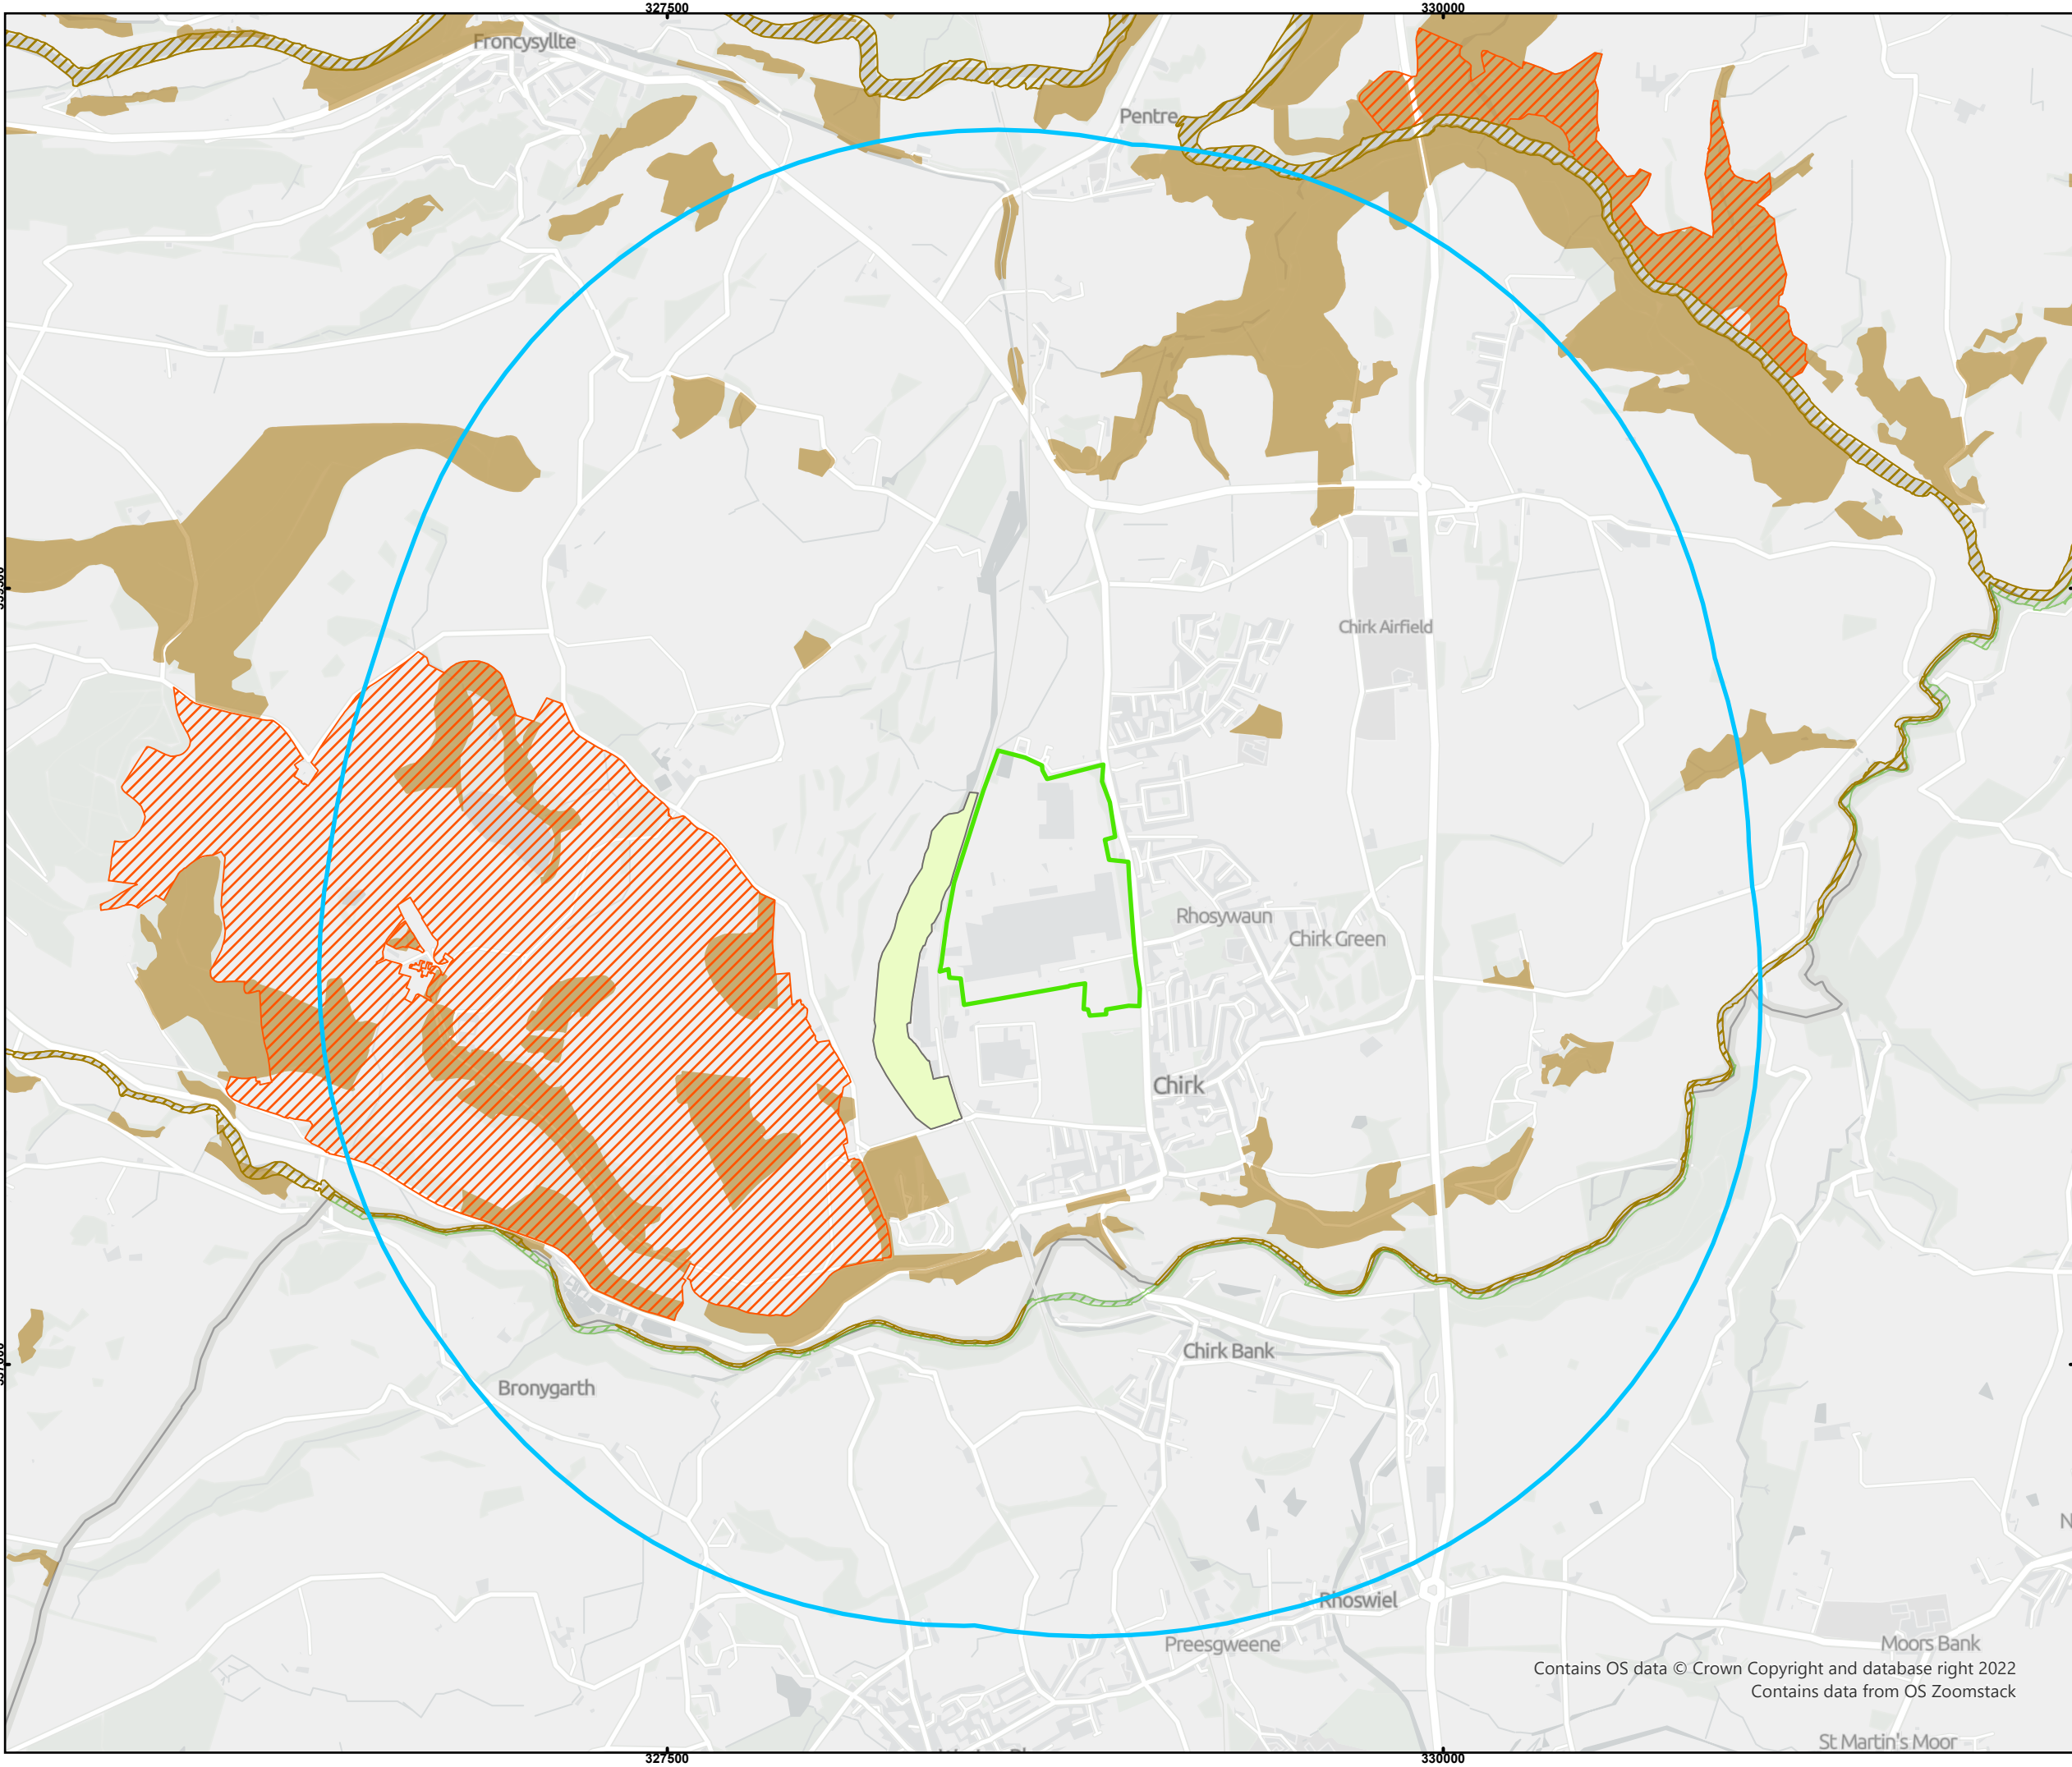 327500
330000
Froncysyllte
Pentre
Chirk Airfield
Rhosywaun
Chirk Green
Chirk
Chirk Bank
Bronygarth
Rhoswiel
Preesgweene
Moors Bank
Contains OS data © Crown Copyright and database right 2022
Contains data from OS Zoomstack
St Martin's Moor
327500
330000